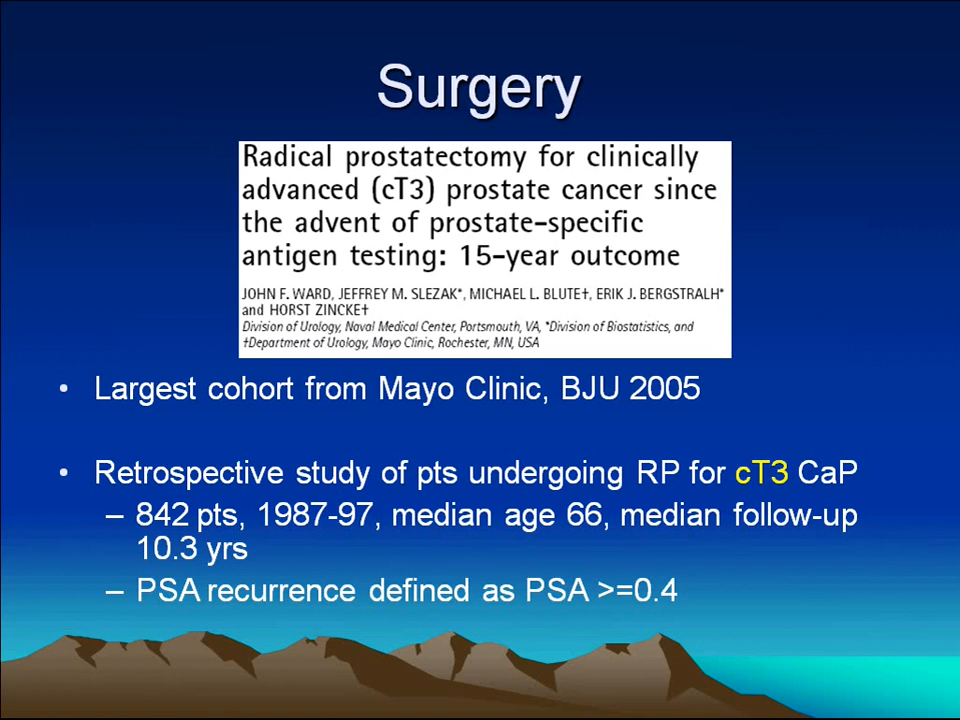 Surgery
Radical prostatectomy for clinically
advanced (cT3) prostate cancer since
the advent of prostate-specific
antigen testing: 15-year outcome
JOHN F. WARD, JEFFREY M. SLEZAK*, MICHAEL L. BLUTE†, ERIK J. BERGSTRALH*
and HORST ZINCKE†
Division of Urology, Naval Medical Center, Portsmouth, VA, *Division of Biostatistics, and
†Department of Urology, Mayo Clinic, Rochester, MN, USA
• Largest cohort from Mayo Clinic, BJU 2005
• Retrospective study of pts undergoing RP for cT3 CaP
– 842 pts, 1987-97, median age 66, median follow-up
10.3 yrs
– PSA recurrence defined as PSA >=0.4